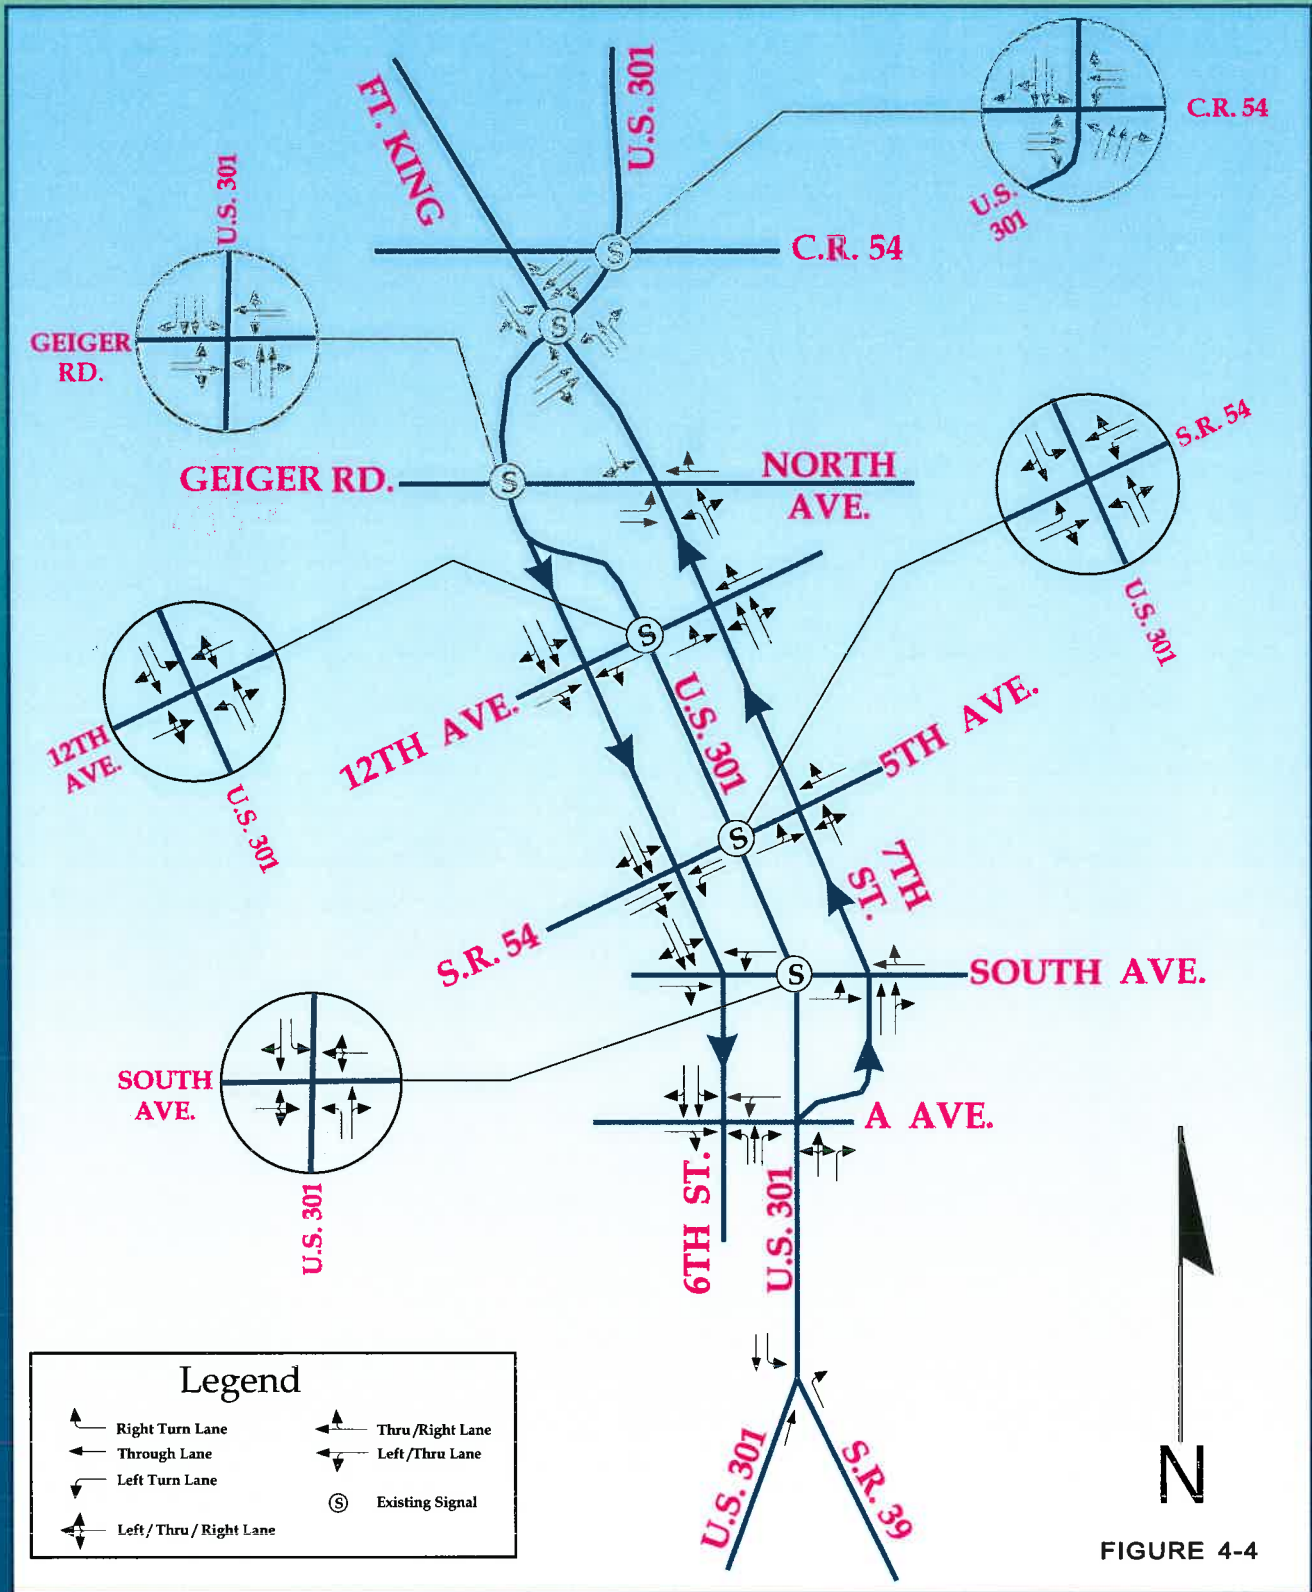 FT. KING
U.S. 301
C.R. 54
U.S.
301
C.R. 54
U.S. 301
GEIGER
RD.
S
S
GEIGER RD.
S
NORTH
AVE.
S.R. 54
U.S. 301
12TH
AVE.
U.S. 301
12TH AVE.
S
U.S. 301
5TH AVE.
S
7TH
ST.
S.R. 54
S
SOUTH AVE.
SOUTH
AVE.
U.S. 301
A AVE.
6TH ST.
U.S. 301
U.S. 301
S.R. 39
Legend
Right Turn Lane
Through Lane
Left Turn Lane
Left / Thru / Right Lane
Thru /Right Lane
Left /Thru Lane
S Existing Signal
N
FIGURE 4-4